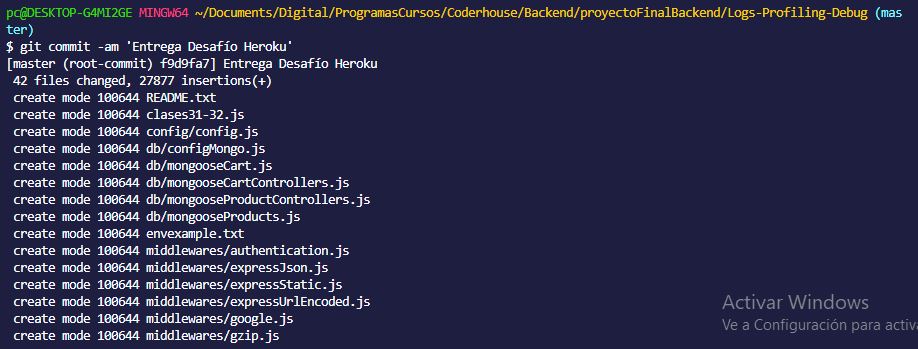 pc@DESKTOP-G4MI2GE MINGW64 ~/Documents/Digital/ProgramasCursos/Coderhouse/Backend/proyectoFinalBackend/Logs-Profiling-Debug (mas
ter)
$ git commit -am 'Entrega Desafío Heroku'
[master (root-commit) f9d9fa7] Entrega Desafío Heroku
 42 files changed, 27877 insertions(+)
 create mode 100644 README.txt
 create mode 100644 clases31-32.js
 create mode 100644 config/config.js
 create mode 100644 db/configMongo.js
 create mode 100644 db/mongooseCart.js
 create mode 100644 db/mongooseCartControllers.js
 create mode 100644 db/mongooseProductControllers.js
 create mode 100644 db/mongooseProducts.js
 create mode 100644 envexample.txt
 create mode 100644 middlewares/authentication.js
 create mode 100644 middlewares/expressJson.js
 create mode 100644 middlewares/expressStatic.js
 create mode 100644 middlewares/expressUrlEncoded.js
 create mode 100644 middlewares/google.js
 create mode 100644 middlewares/gzip.js
Activar Windows
Ve a Configuración para activa